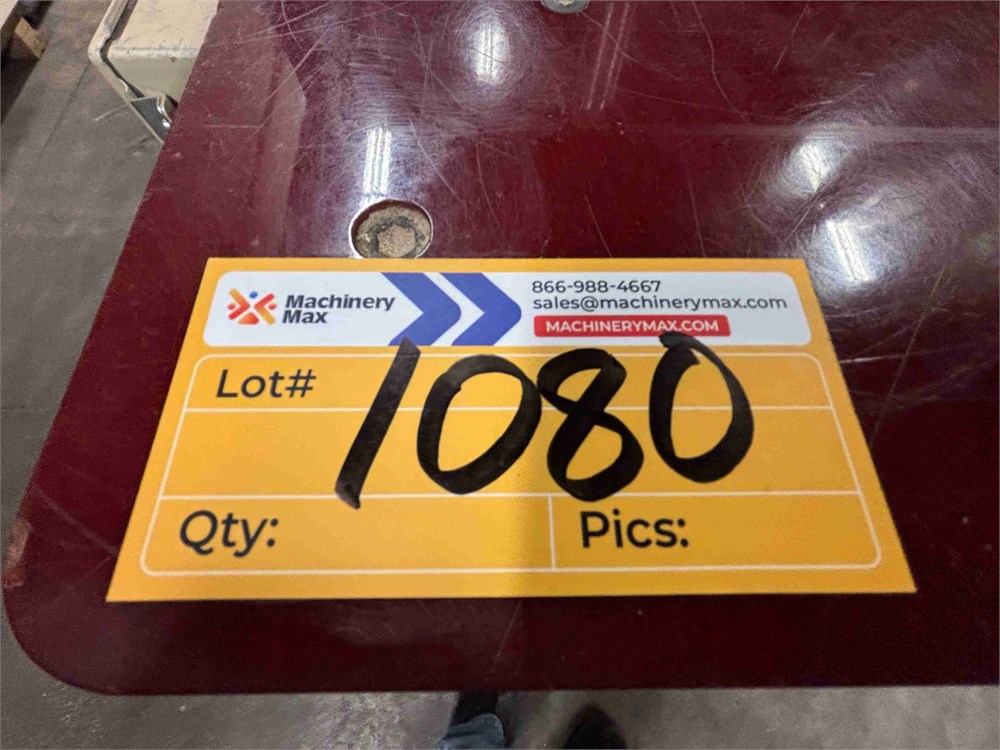 Machinery
Max
866-988-4667
sales@machinerymax.com
MACHINERYMAX.COM
Lot# 1080
Qty:
Pics: